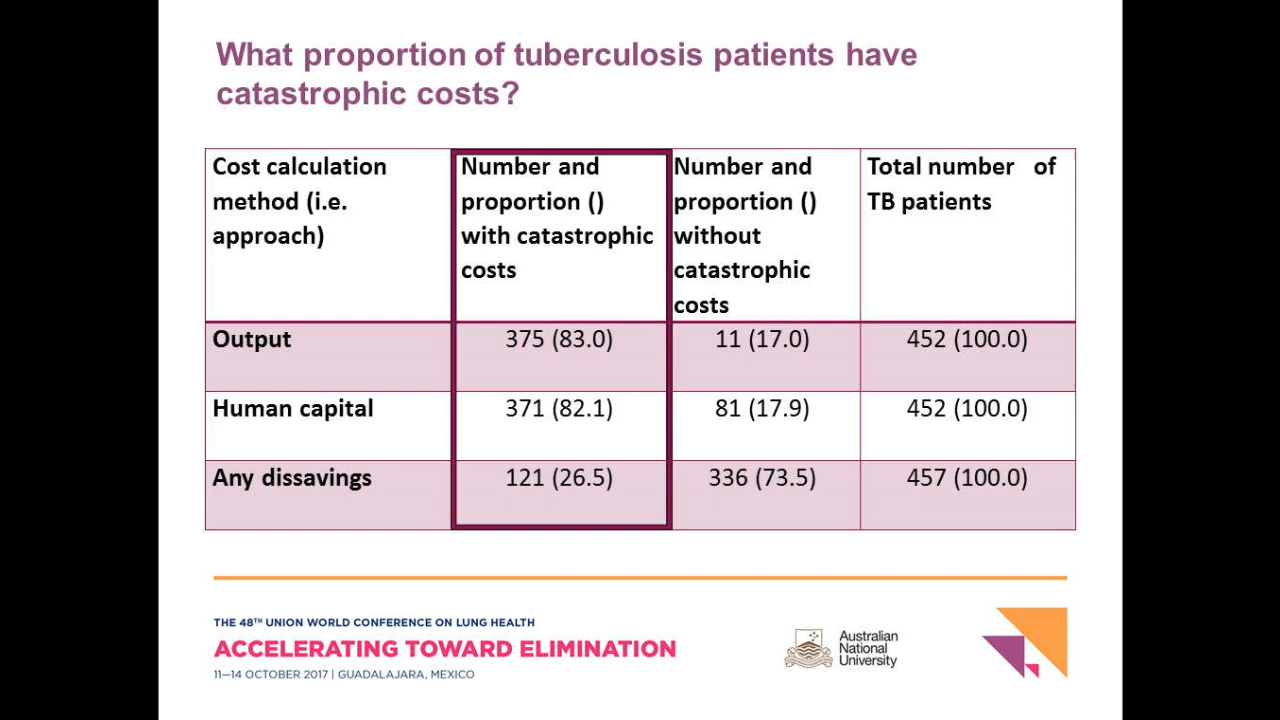 What proportion of tuberculosis patients have
catastrophic costs?
Cost calculation
method (i.e.
approach)
Number and
proportion ()
with catastrophic
costs
Number and
proportion ()
without
catastrophic
costs
Total number of
TB patients
Output
375 (83.0)
11 (17.0)
452 (100.0)
Human capital
371 (82.1)
81 (17.9)
452 (100.0)
Any dissavings
121 (26.5)
336 (73.5)
457 (100.0)
THE 48TH UNION WORLD CONFERENCE ON LUNG HEALTH
ACCELERATING TOWARD ELIMINATION
11—14 OCTOBER 2017 | GUADALAJARA, MEXICO
Australian
National
University